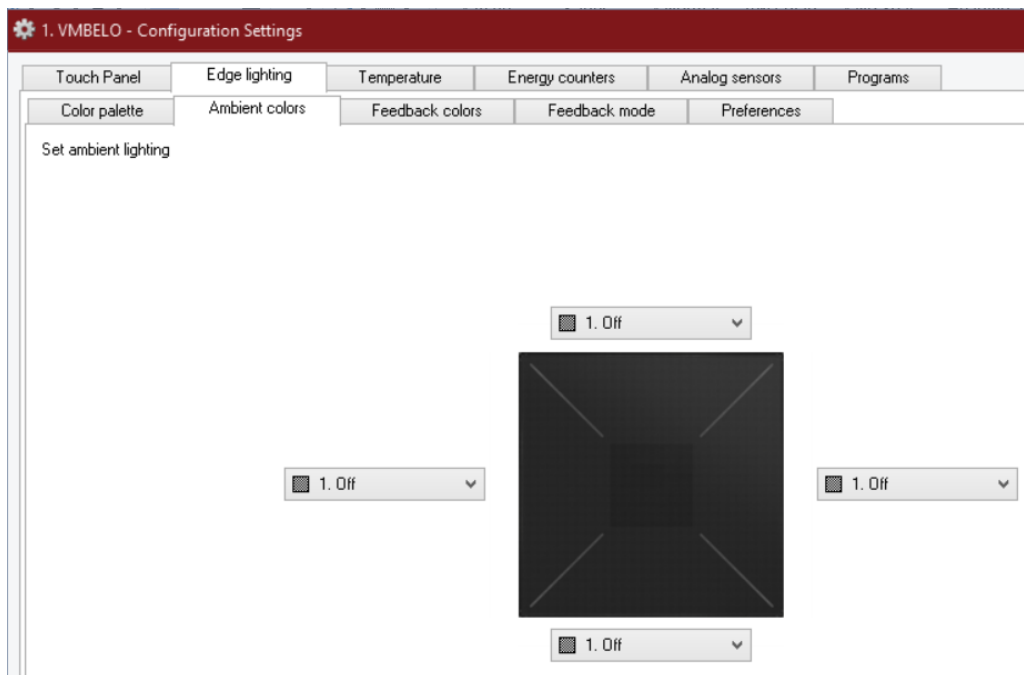 1. VMBELO - Configuration Settings
Touch Panel Edge lighting Temperature Energy counters Analog sensors Programs
Color palette Ambient colors Feedback colors Feedback mode Preferences
Set ambient lighting
1. Off
1. Off 1. Off
1. Off